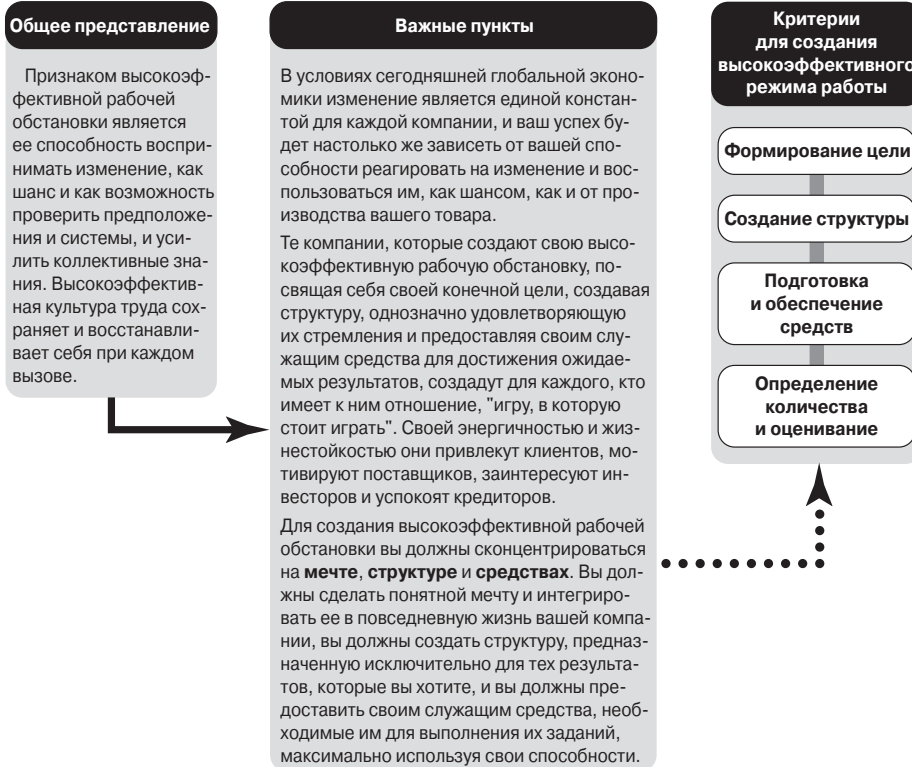 Общее представление
Признаком высокоэф-
фективной рабочей
обстановки является
ее способность воспри-
нимать изменение, как
шанс и как возможность
проверить предположе-
ния и системы, и уси-
лить коллективные зна-
ния. Высокоэффектив-
ная культура труда сох-
раняет и восстанавли-
вает себя при каждом
вызове.
Важные пункты
В условиях сегодняшней глобальной эконо-
мики изменение является единой констан-
той для каждой компании, и ваш успех бу-
дет настолько же зависеть от вашей спо-
собности реагировать на изменение и вос-
пользоваться им, как шансом, как и от про-
изводства вашего товара.
Те компании, которые создают свою высо-
коэффективную рабочую обстановку, по-
свящая себя своей конечной цели, создавая
структуру, однозначно удовлетворяющую
их стремления и предоставляя своим слу-
жащим средства для достижения ожидае-
мых результатов, создадут для каждого, кто
имеет к ним отношение, "игру, в которую
стоит играть". Своей энергичностью и жиз-
нестойкостью они привлекут клиентов, мо-
тивируют поставщиков, заинтересуют ин-
весторов и успокоят кредиторов.
Для создания высокоэффективной рабочей
обстановки вы должны сконцентрироваться
на мечте, структуре и средствах. Вы дол-
жны сделать понятной мечту и интегриро-
вать ее в повседневную жизнь вашей компа-
нии, вы должны создать структуру, предназ-
наченную исключительно для тех результа-
тов, которые вы хотите, и вы должны пре-
доставить своим служащим средства, необ-
ходимые им для выполнения их заданий,
максимально используя свои способности.
Критерии
для создания
высокоэффективного
режима работы
Формирование цели
Создание структуры
Подготовка
и обеспечение
средств
Определение
количества
и оценивание